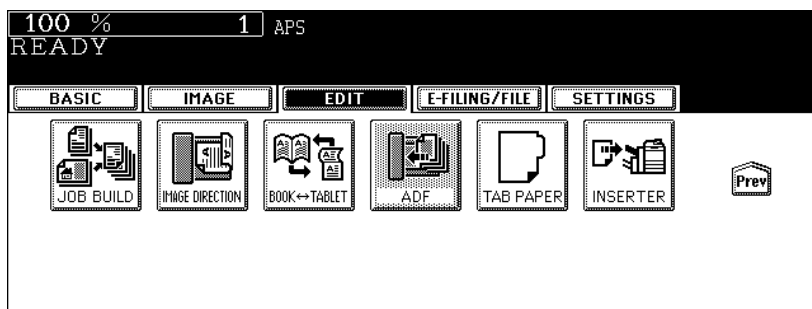 100 % 1 APS
READY
BASIC IMAGE EDIT E-FILING/FILE SETTINGS
JOB BUILD IMAGE DIRECTION BOOK↔TABLET ADF TAB PAPER INSERTER Prev